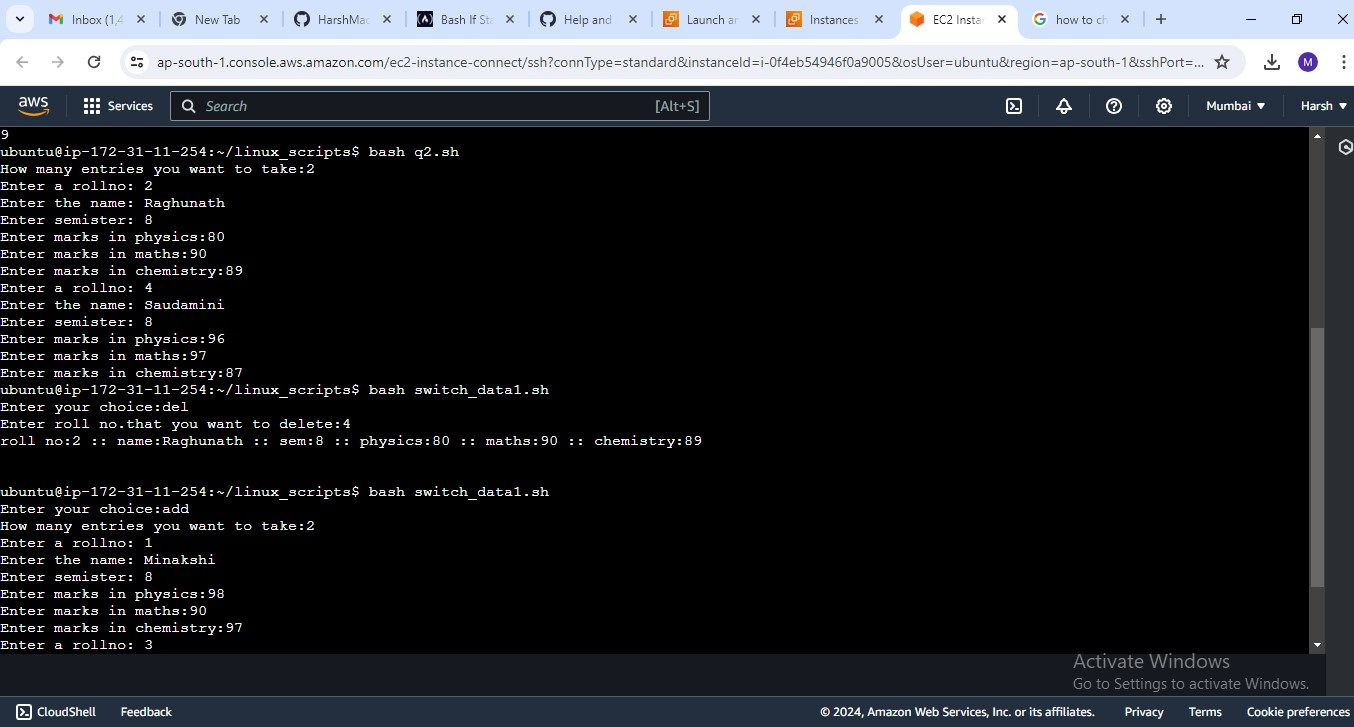 Inbox (1,4
New Tab
HarshMac
Bash If Sta
Help and
Launch an
Instances
EC2 Instan
how to ch
ap-south-1.console.aws.amazon.com/ec2-instance-connect/ssh?connType=standard&instanceId=i-0f4eb54946f0a9005&osUser=ubuntu&region=ap-south-1&sshPort=...
M
aws
Services
Search
[Alt+S]
Mumbai
Harsh
9
ubuntu@ip-172-31-11-254:~/linux_scripts$ bash q2.sh
How many entries you want to take:2
Enter a rollno: 2
Enter the name: Raghunath
Enter semister: 8
Enter marks in physics:80
Enter marks in maths:90
Enter marks in chemistry:89
Enter a rollno: 4
Enter the name: Saudamini
Enter semister: 8
Enter marks in physics:96
Enter marks in maths:97
Enter marks in chemistry:87
ubuntu@ip-172-31-11-254:~/linux_scripts$ bash switch_data1.sh
Enter your choice:del
Enter roll no.that you want to delete:4
roll no:2 :: name:Raghunath :: sem:8 :: physics:80 :: maths:90 :: chemistry:89
ubuntu@ip-172-31-11-254:~/linux_scripts$ bash switch_data1.sh
Enter your choice:add
How many entries you want to take:2
Enter a rollno: 1
Enter the name: Minakshi
Enter semister: 8
Enter marks in physics:98
Enter marks in maths:90
Enter marks in chemistry:97
Enter a rollno: 3
Activate Windows
Go to Settings to activate Windows.
CloudShell
Feedback
© 2024, Amazon Web Services, Inc. or its affiliates.
Privacy
Terms
Cookie preferences